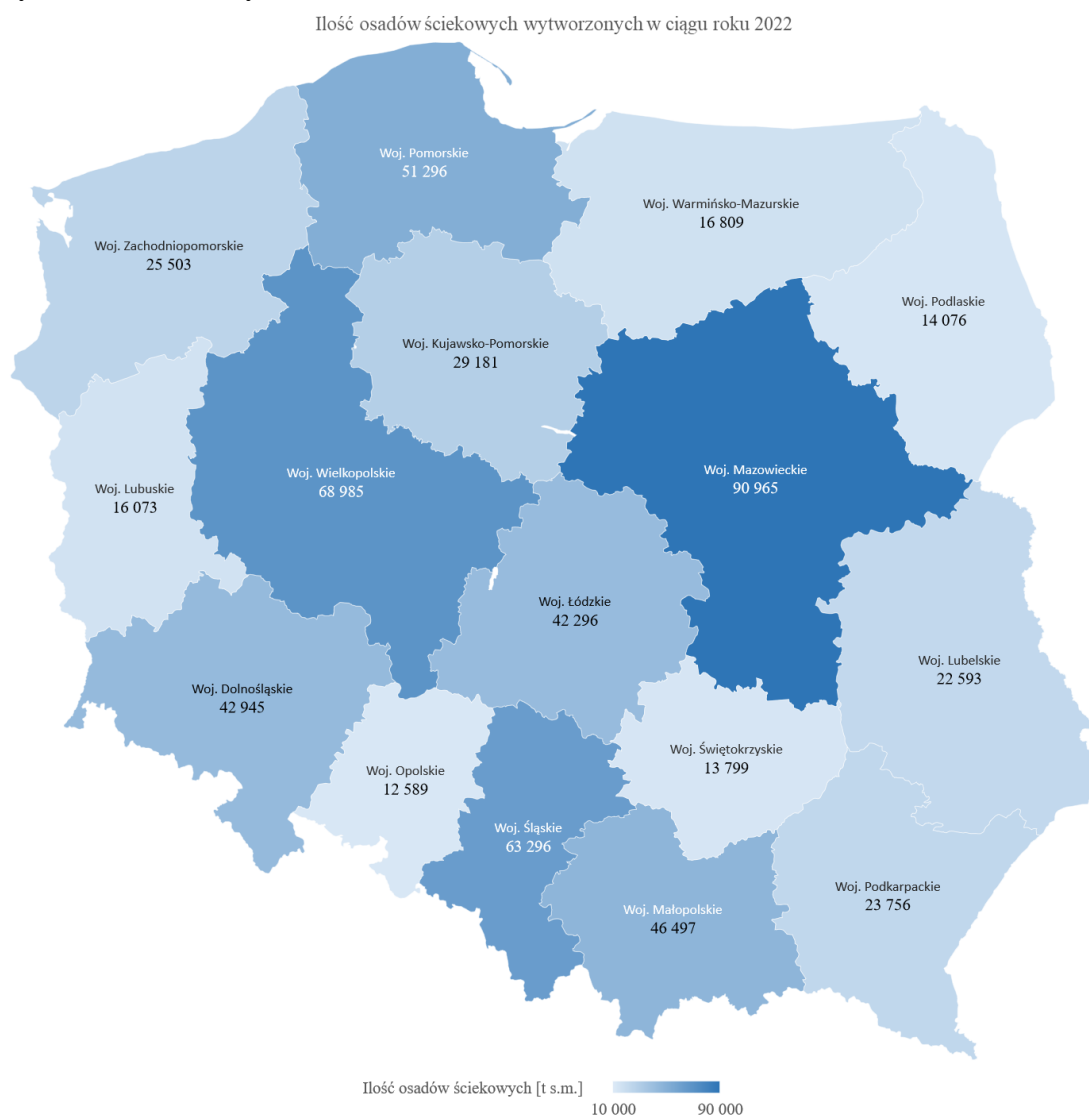 Ilość osadów ściekowych wytworzonych w ciągu roku 2022
Woj. Pomorskie
51 296
Woj. Warmińsko-Mazurskie
16 809
Woj. Zachodniopomorskie
25 503
Woj. Podlaskie
14 076
Woj. Kujawsko-Pomorskie
29 181
Woj. Wielkopolskie
68 985
Woj. Mazowieckie
90 965
Woj. Lubuskie
16 073
Woj. Łódzkie
42 296
Woj. Lubelskie
22 593
Woj. Dolnośląskie
42 945
Woj. Świętokrzyskie
13 799
Woj. Opolskie
12 589
Woj. Śląskie
63 296
Woj. Podkarpackie
23 756
Woj. Małopolskie
46 497
Ilość osadów ściekowych [t s.m.]
10 000 90 000